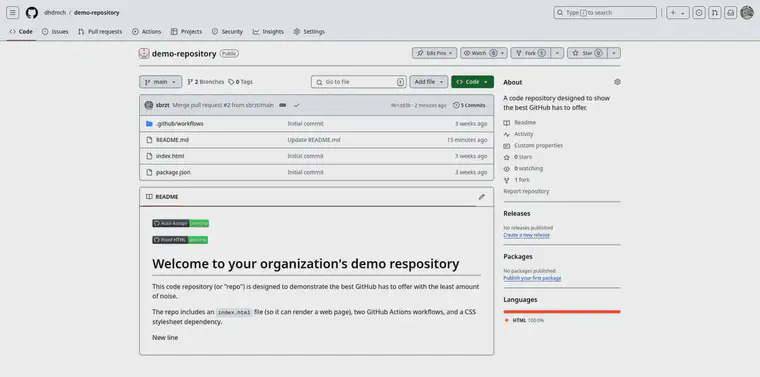 dhdmch / demo-repository
Type / to search
Code Issues Pull requests Actions Projects Security Insights Settings
demo-repository Public
Edit Pins Watch 0 Fork 1 Star 0
main 2 Branches 0 Tags Go to file Add file Code
sbrzt Merge pull request #2 from sbrzt/main 2 minutes ago 5 Commits
.github/workflows Initial commit 3 weeks ago
README.md Update README.md 15 minutes ago
index.html Initial commit 3 weeks ago
package.json Initial commit 3 weeks ago
README
Auto Assign passing
Proof HTML passing
Welcome to your organization's demo respository
This code repository (or "repo") is designed to demonstrate the best GitHub has to offer with the least amount
of noise.
The repo includes an index.html file (so it can render a web page), two GitHub Actions workflows, and a CSS
stylesheet dependency.
New line
About
A code repository designed to show
the best GitHub has to offer.
Readme
Activity
Custom properties
0 stars
0 watching
1 fork
Report repository
Releases
No releases published
Create a new release
Packages
No packages published
Publish your first package
Languages
HTML 100.0%